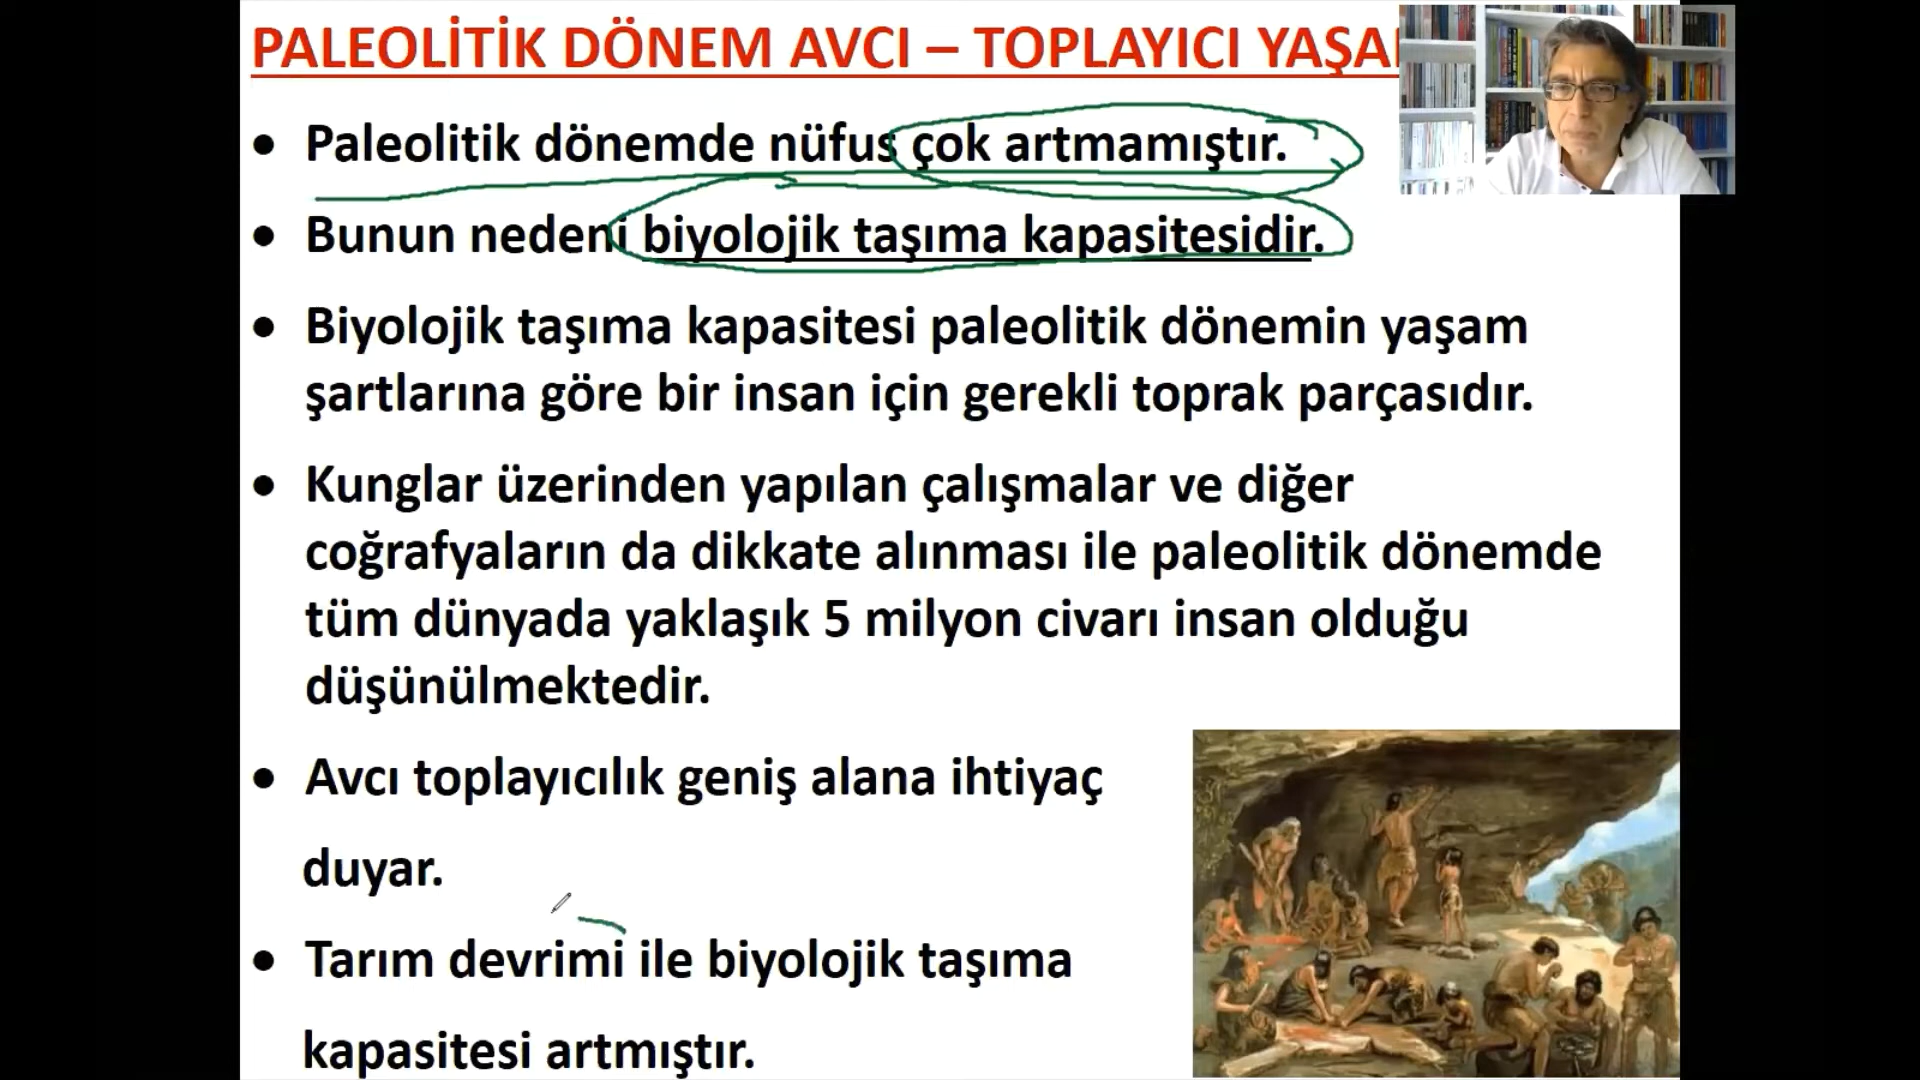 PALEOLİTİK DÖNEM AVCI – TOPLAYICI
• Paleolitik dönemde nüfus çok artmamıştır.
• Bunun nedeni biyolojik taşıma kapasitesidir.
• Biyolojik taşıma kapasitesi paleolitik dönemin yaşam
şartlarına göre bir insan için gerekli toprak parçasıdır.
• Kunglar üzerinden yapılan çalışmalar ve diğer
coğrafyaların da dikkate alınması ile paleolitik dönemde
tüm dünyada yaklaşık 5 milyon civarı insan olduğu
düşünülmektedir.
• Avcı toplayıcılık geniş alana ihtiyaç
duyar.
• Tarım devrimi ile biyolojik taşıma
kapasitesi artmıştır.